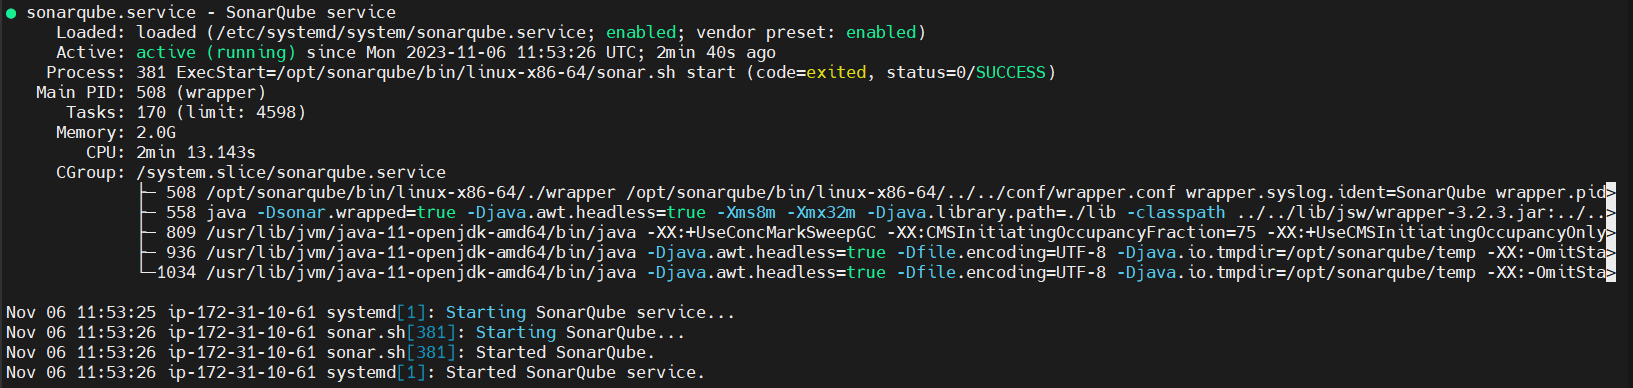 ● sonarqube.service - SonarQube service
Loaded: loaded (/etc/systemd/system/sonarqube.service; enabled; vendor preset: enabled)
Active: active (running) since Mon 2023-11-06 11:53:26 UTC; 2min 40s ago
Process: 381 ExecStart=/opt/sonarqube/bin/linux-x86-64/sonar.sh start (code=exited, status=0/SUCCESS)
Main PID: 508 (wrapper)
Tasks: 170 (limit: 4598)
Memory: 2.0G
CPU: 2min 13.143s
CGroup: /system.slice/sonarqube.service
├─ 508 /opt/sonarqube/bin/linux-x86-64/./wrapper /opt/sonarqube/bin/linux-x86-64/../../conf/wrapper.conf wrapper.syslog.ident=SonarQube wrapper.pid>
├─ 558 java -Dsonar.wrapped=true -Djava.awt.headless=true -Xms8m -Xmx32m -Djava.library.path=./lib -classpath ../../lib/jsw/wrapper-3.2.3.jar:../..>
├─ 809 /usr/lib/jvm/java-11-openjdk-amd64/bin/java -XX:+UseConcMarkSweepGC -XX:CMSInitiatingOccupancyFraction=75 -XX:+UseCMSInitiatingOccupancyOnly>
├─ 936 /usr/lib/jvm/java-11-openjdk-amd64/bin/java -Djava.awt.headless=true -Dfile.encoding=UTF-8 -Djava.io.tmpdir=/opt/sonarqube/temp -XX:-OmitSta>
└─1034 /usr/lib/jvm/java-11-openjdk-amd64/bin/java -Djava.awt.headless=true -Dfile.encoding=UTF-8 -Djava.io.tmpdir=/opt/sonarqube/temp -XX:-OmitSta>
Nov 06 11:53:25 ip-172-31-10-61 systemd[1]: Starting SonarQube service...
Nov 06 11:53:26 ip-172-31-10-61 sonar.sh[381]: Starting SonarQube...
Nov 06 11:53:26 ip-172-31-10-61 sonar.sh[381]: Started SonarQube.
Nov 06 11:53:26 ip-172-31-10-61 systemd[1]: Started SonarQube service.